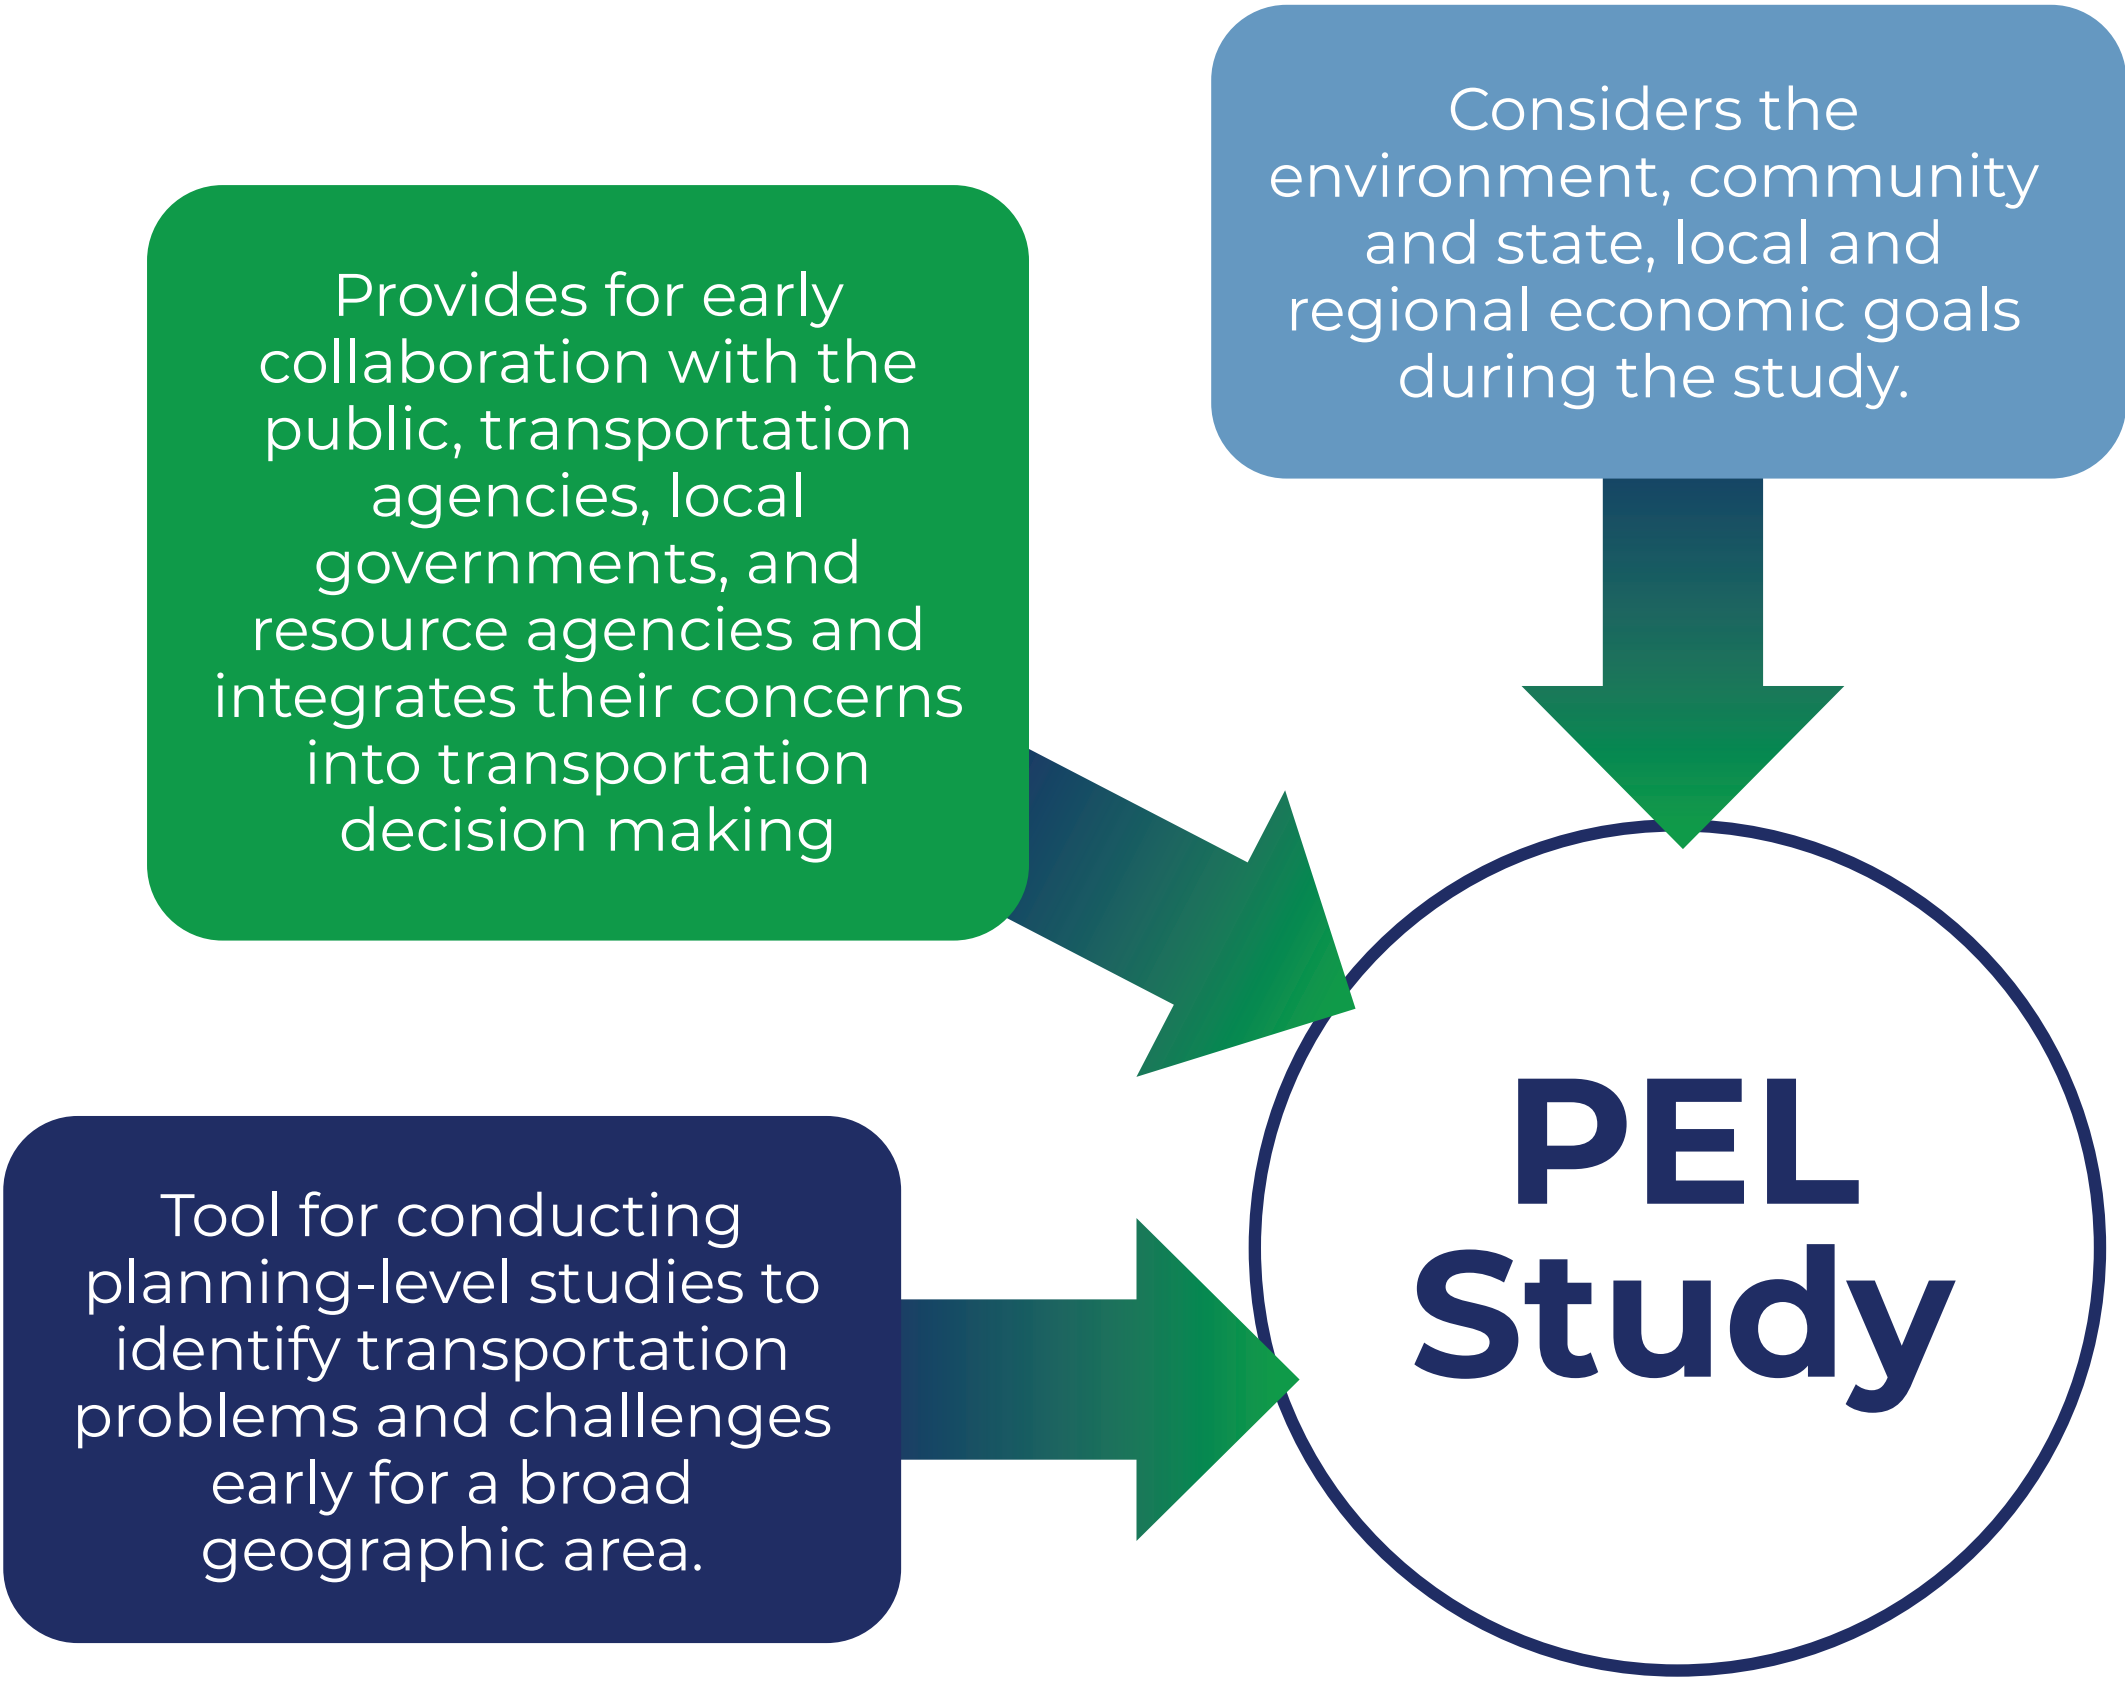 Considers the
environment, community
and state, local and
regional economic goals
during the study.
Provides for early
collaboration with the
public, transportation
agencies, local
governments, and
resource agencies and
integrates their concerns
into transportation
decision making
Tool for conducting
planning-level studies to
identify transportation
problems and challenges
early for a broad
geographic area.
PEL
Study